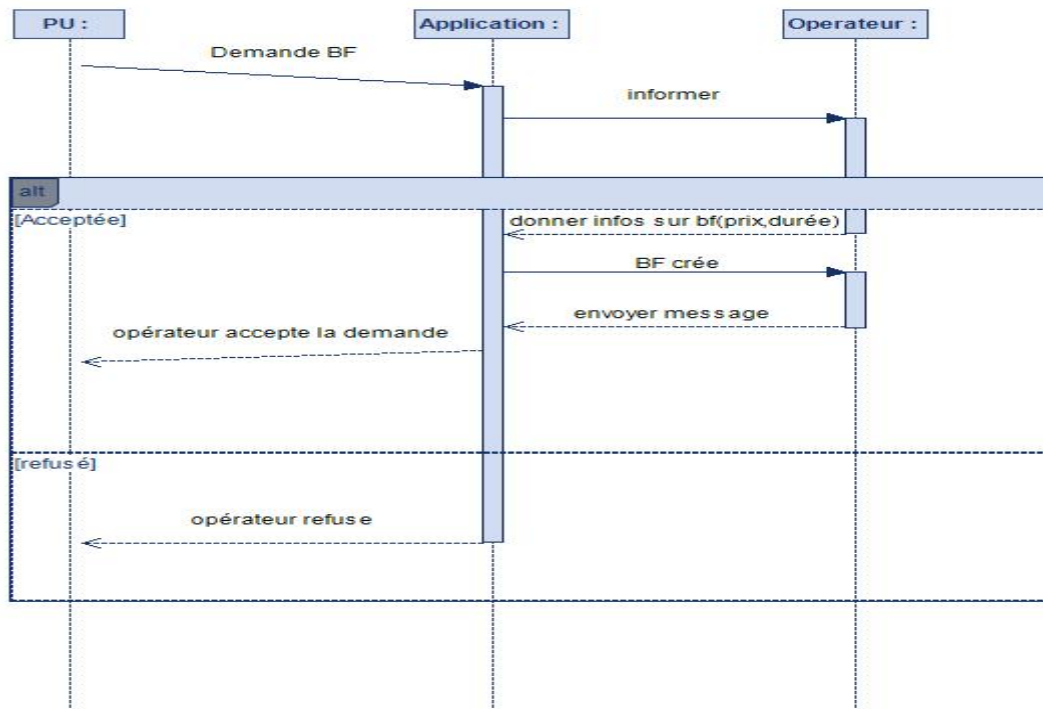 PU :
Application :
Operateur :
Demande BF
informer
alt
[Acceptée]
donner infos sur bf(prix,durée)
BF crée
envoyer message
opérateur accepte la demande
[refusé]
opérateur refuse